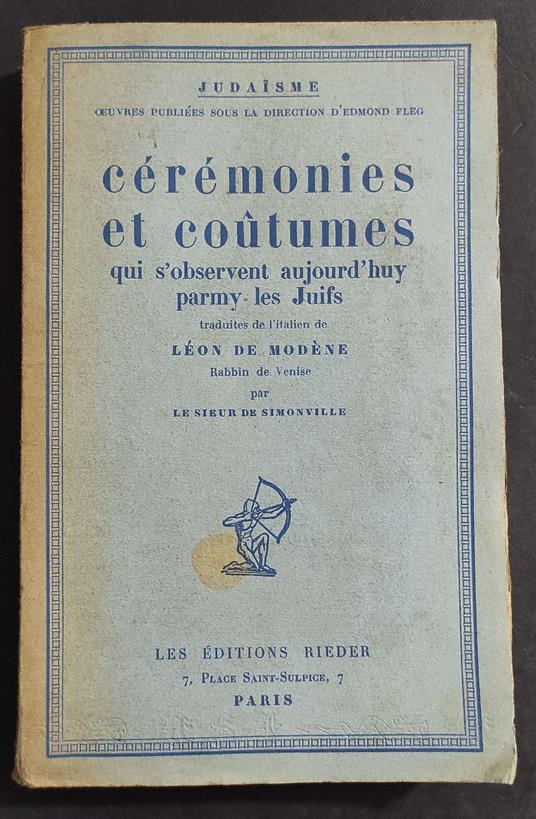 JUDAÏSME
ŒUVRES PUBLIÉES SOUS LA DIRECTION D'EDMOND FLEG
cérémonies
et coûtumes
qui s'observent aujourd'huy
parmy les Juifs
traduites de l'italien de
LÉON DE MODÈNE
Rabbin de Venise
par
LE SIEUR DE SIMONVILLE
LES ÉDITIONS RIEDER
7, PLACE SAINT-SULPICE, 7
PARIS